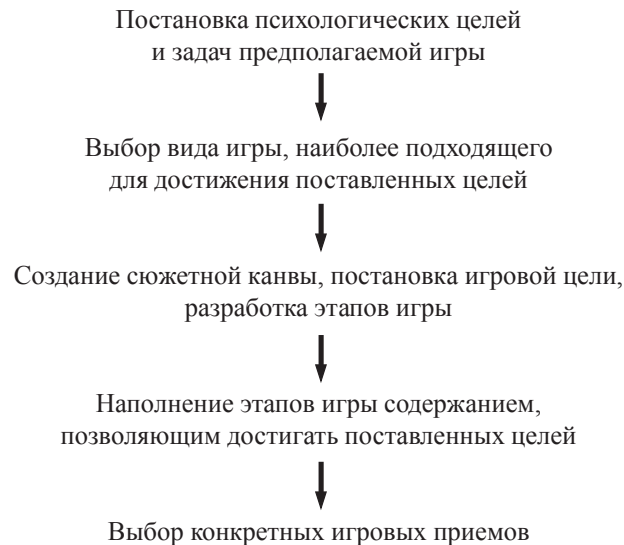 Постановка психологических целей
и задач предполагаемой игры
Выбор вида игры, наиболее подходящего
для достижения поставленных целей
Создание сюжетной канвы, постановка игровой цели,
разработка этапов игры
Наполнение этапов игры содержанием,
позволяющим достигать поставленных целей
Выбор конкретных игровых приемов